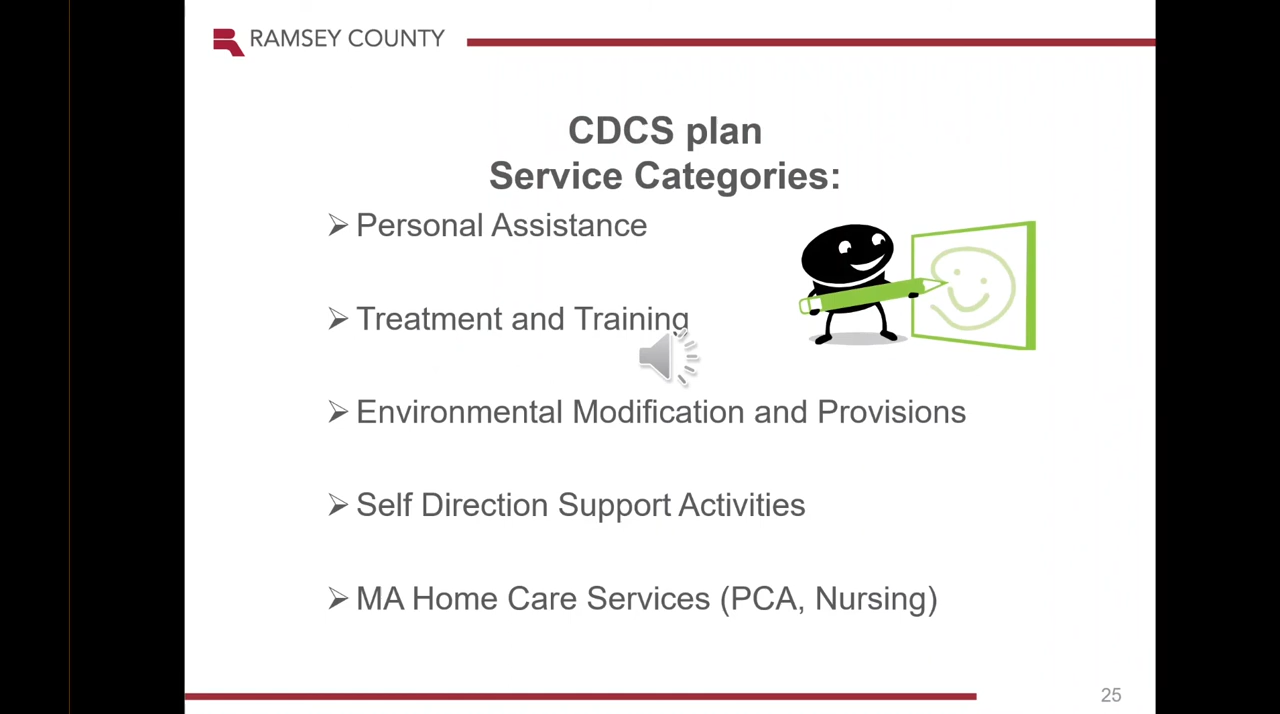 RAMSEY COUNTY
CDCS plan
Service Categories:
➢ Personal Assistance
➢ Treatment and Training
➢ Environmental Modification and Provisions
➢ Self Direction Support Activities
➢ MA Home Care Services (PCA, Nursing)
25